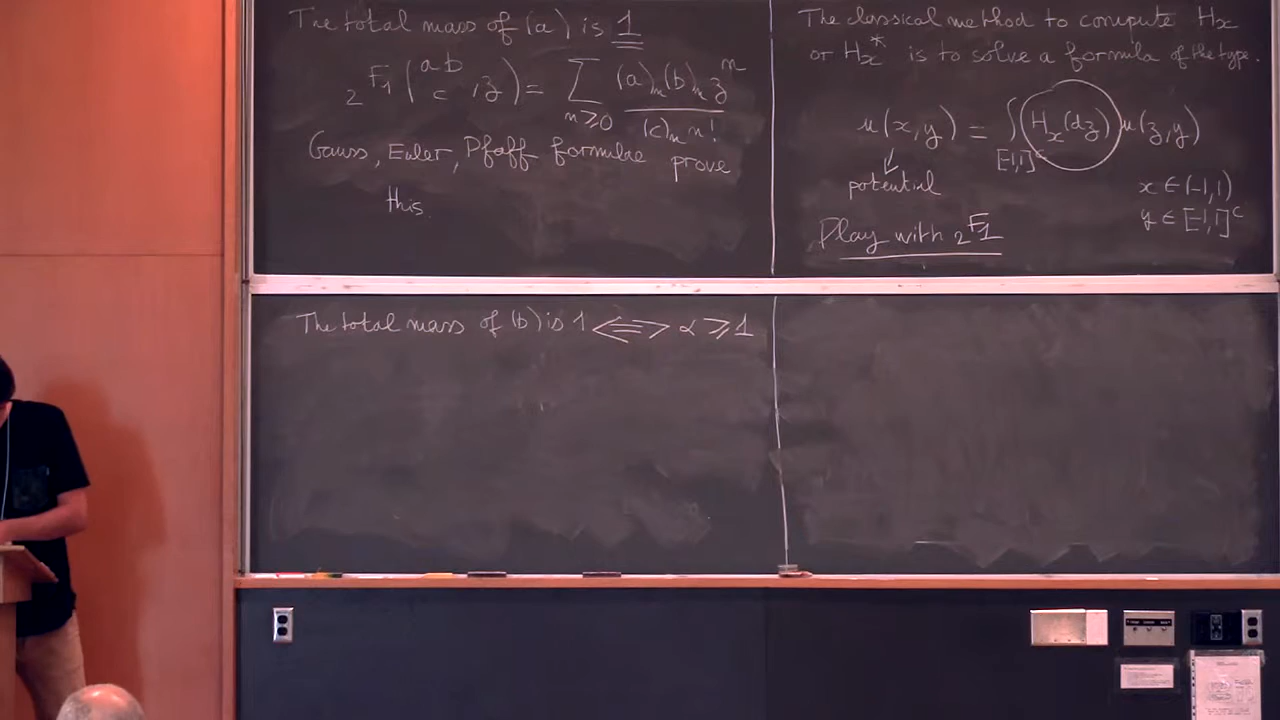 The total mass of (a) is 1
₂F₁(a b c , z) = ∑ n⩾0 (a)ₙ(b)ₙ zⁿ / (c)ₙ n!
Gauss, Euler, Pfaff formulae prove
this.
The classical method to compute Hx
or Hx* is to solve a formula of the type.
u(x,y) = ∫ [-1,1]ᶜ Hx(dz) u(z,y)
potential
x ∈ (-1,1)
y ∈ [-1,1]ᶜ
Play with ₂F₁
The total mass of (b) is 1 ⟺ α ⩾ 1